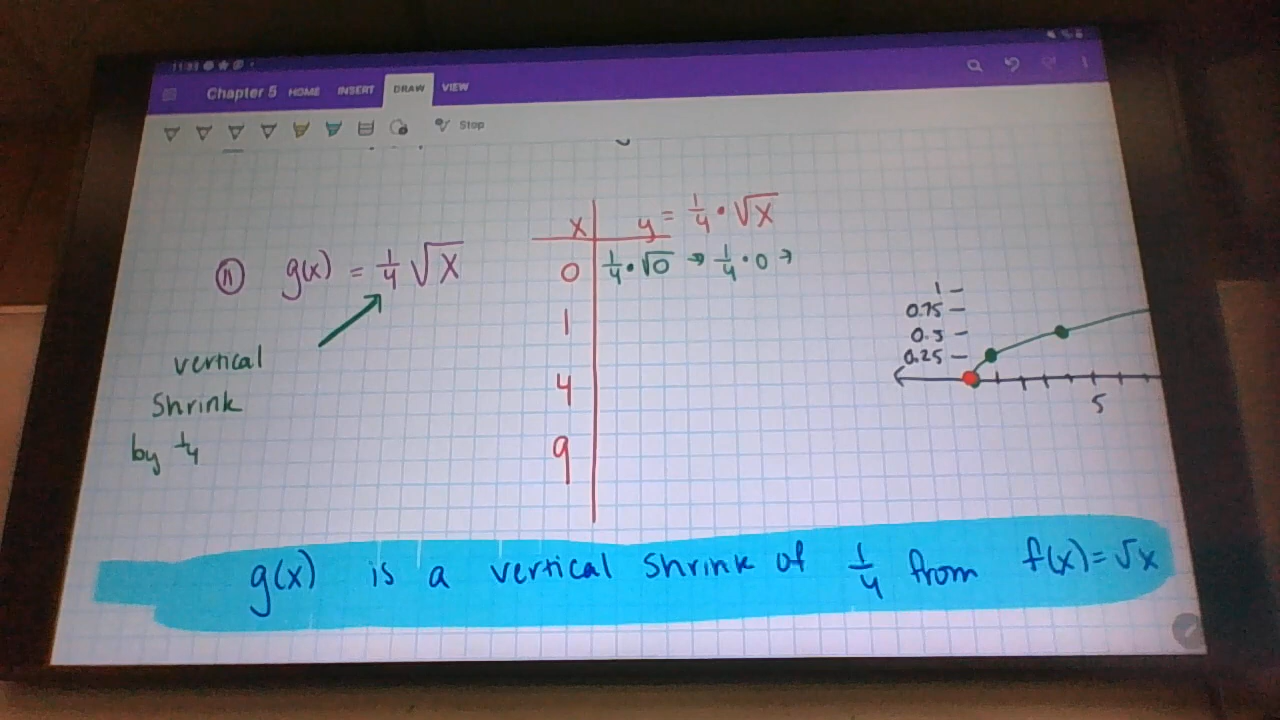 Chapter 5 HOME INSERT DRAW VIEW
Stop
x y = 1/4 • √x
⑪ g(x) = 1/4 √x
0 1/4 • √0 → 1/4 • 0 →
1
4
9
vertical
shrink
by 1/4
1
0.75
0.5
0.25
5
g(x) is a vertical shrink of 1/4 from f(x) = √x